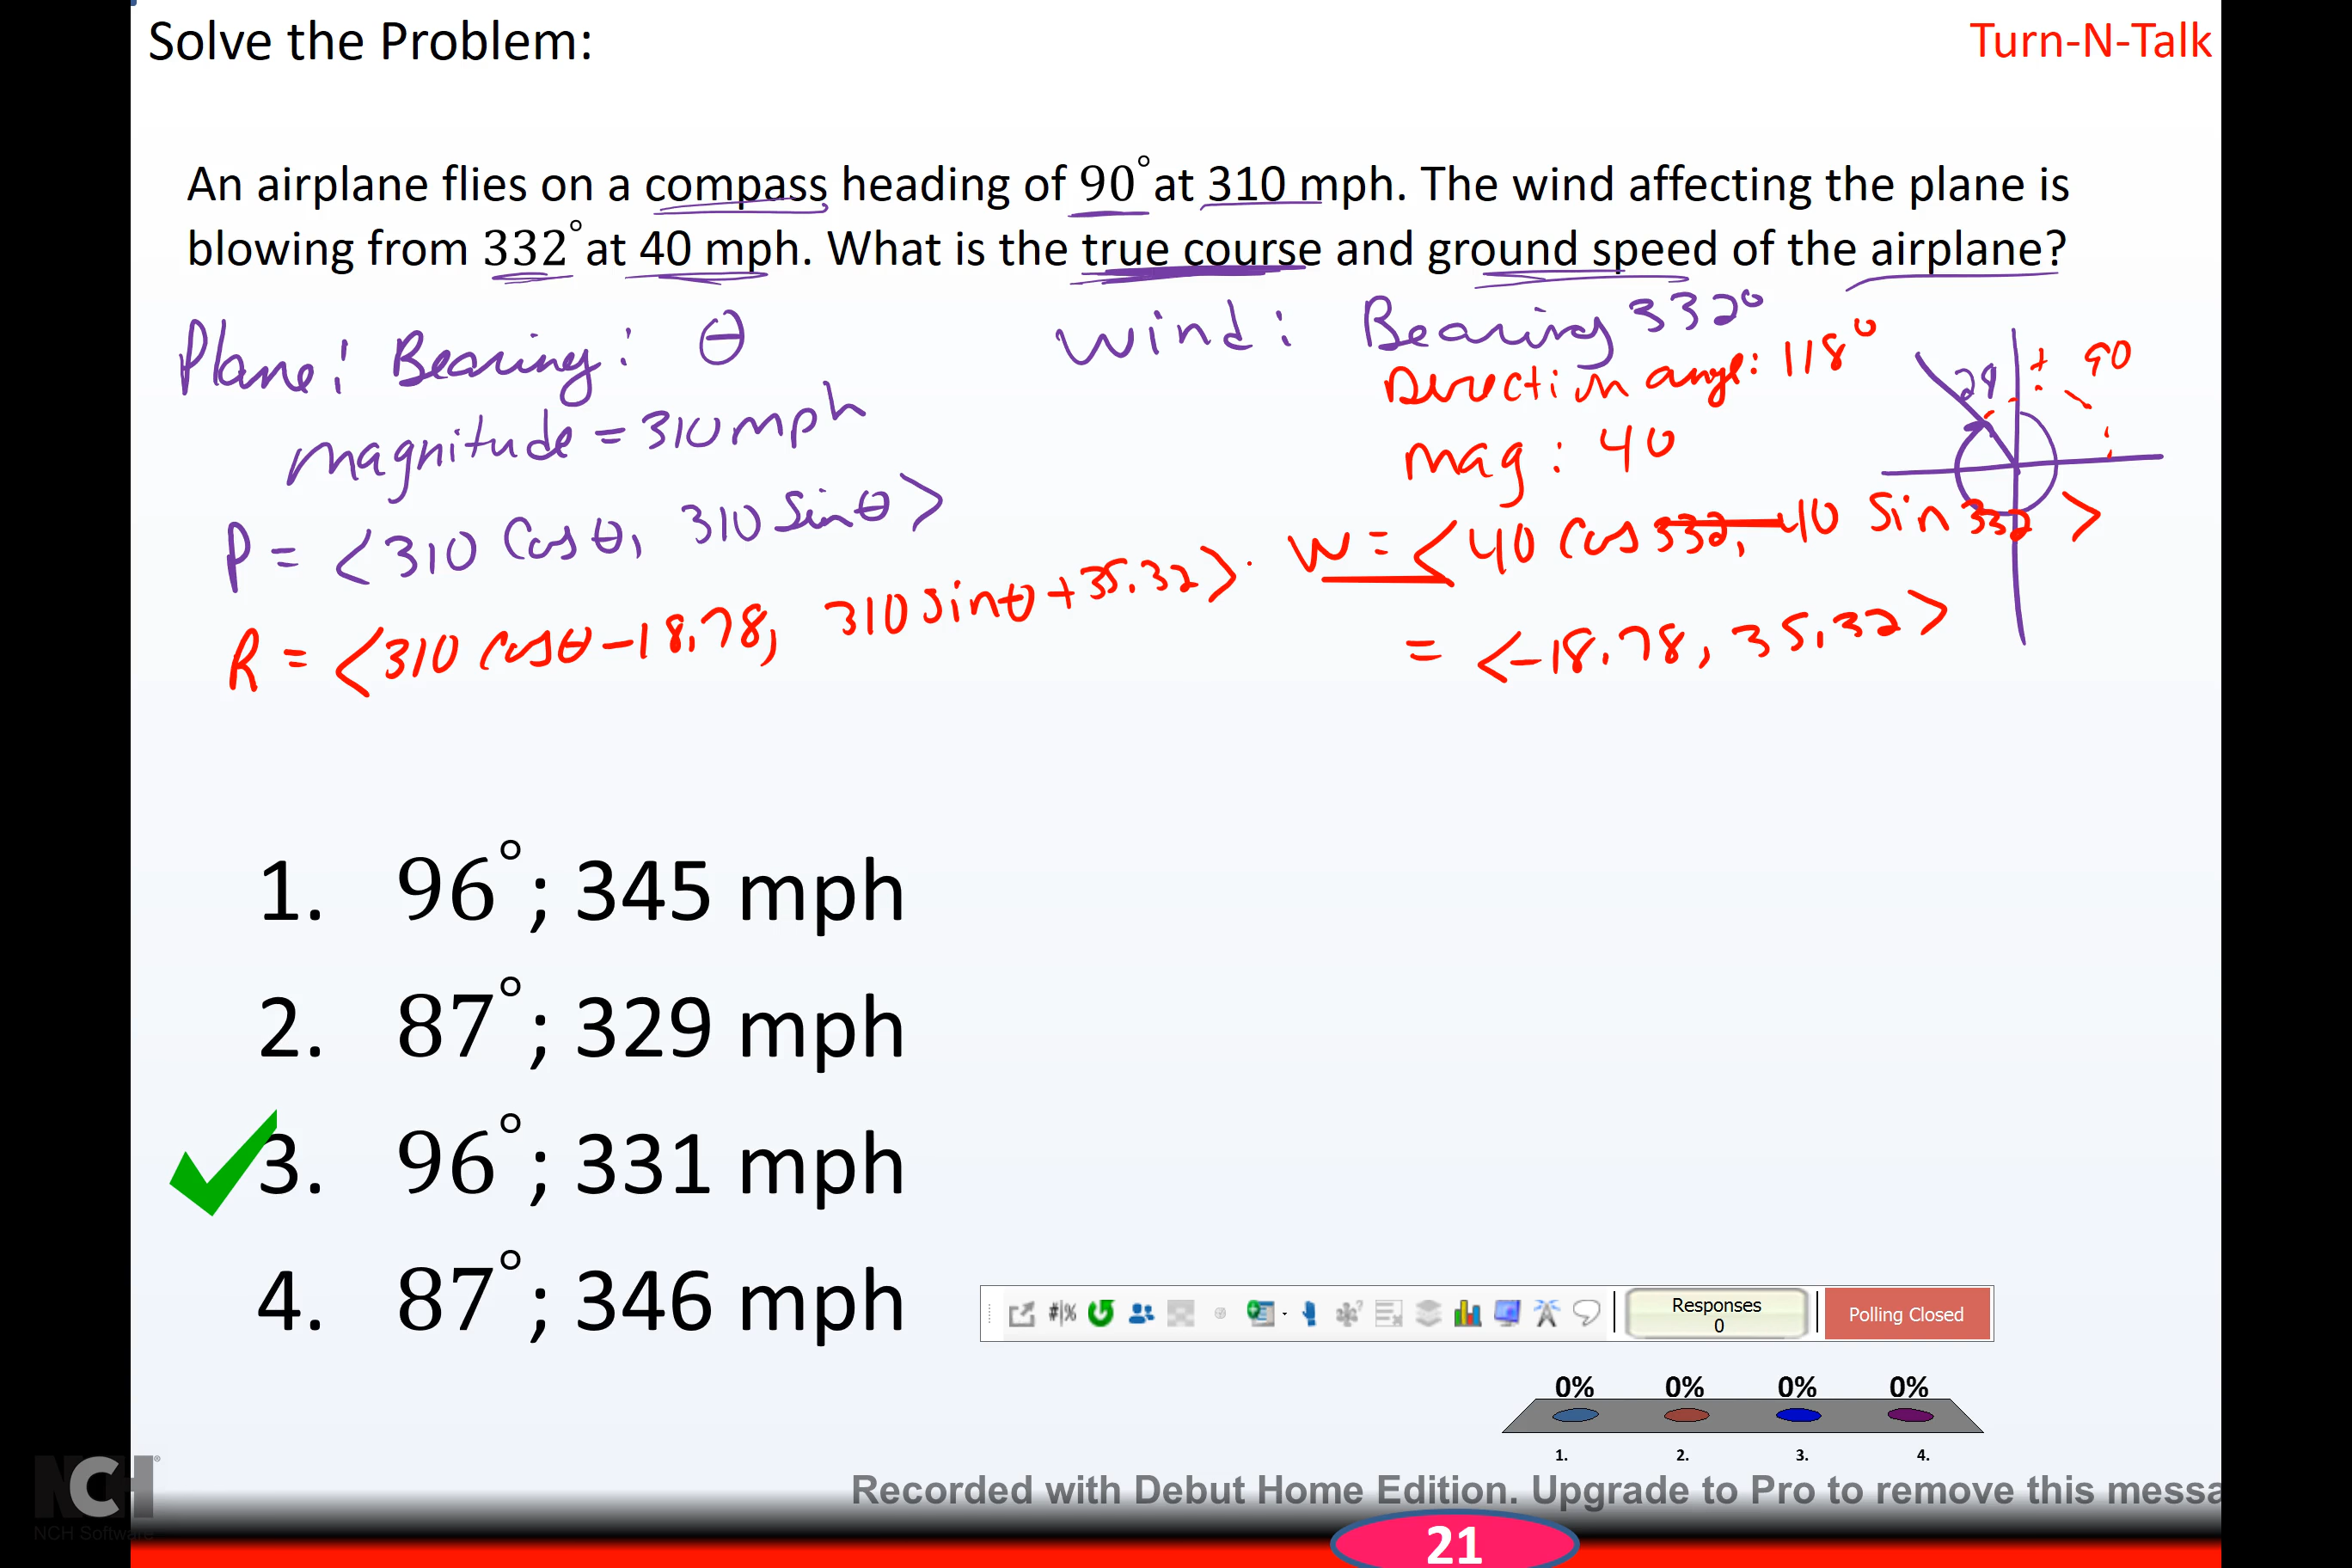 Solve the Problem:
Turn-N-Talk
An airplane flies on a compass heading of 90° at 310 mph. The wind affecting the plane is
blowing from 332° at 40 mph. What is the true course and ground speed of the airplane?
Plane: Bearing: θ
magnitude = 310 mph
P = <310 Cos θ, 310 Sin θ>
R = <310 cos θ - 18.78, 310 sin θ + 35.32>
Wind: Bearing 332°
Direction angle: 118°
mag: 40
W = <40 Cos 332, 40 Sin 332>
= <-18.78, 35.32>
28 + 90
1. 96°; 345 mph
2. 87°; 329 mph
3. 96°; 331 mph
4. 87°; 346 mph
#|%
Responses
0
Polling Closed
0% 0% 0% 0%
1. 2. 3. 4.
NCH
NCH Software
Recorded with Debut Home Edition. Upgrade to Pro to remove this messa
21